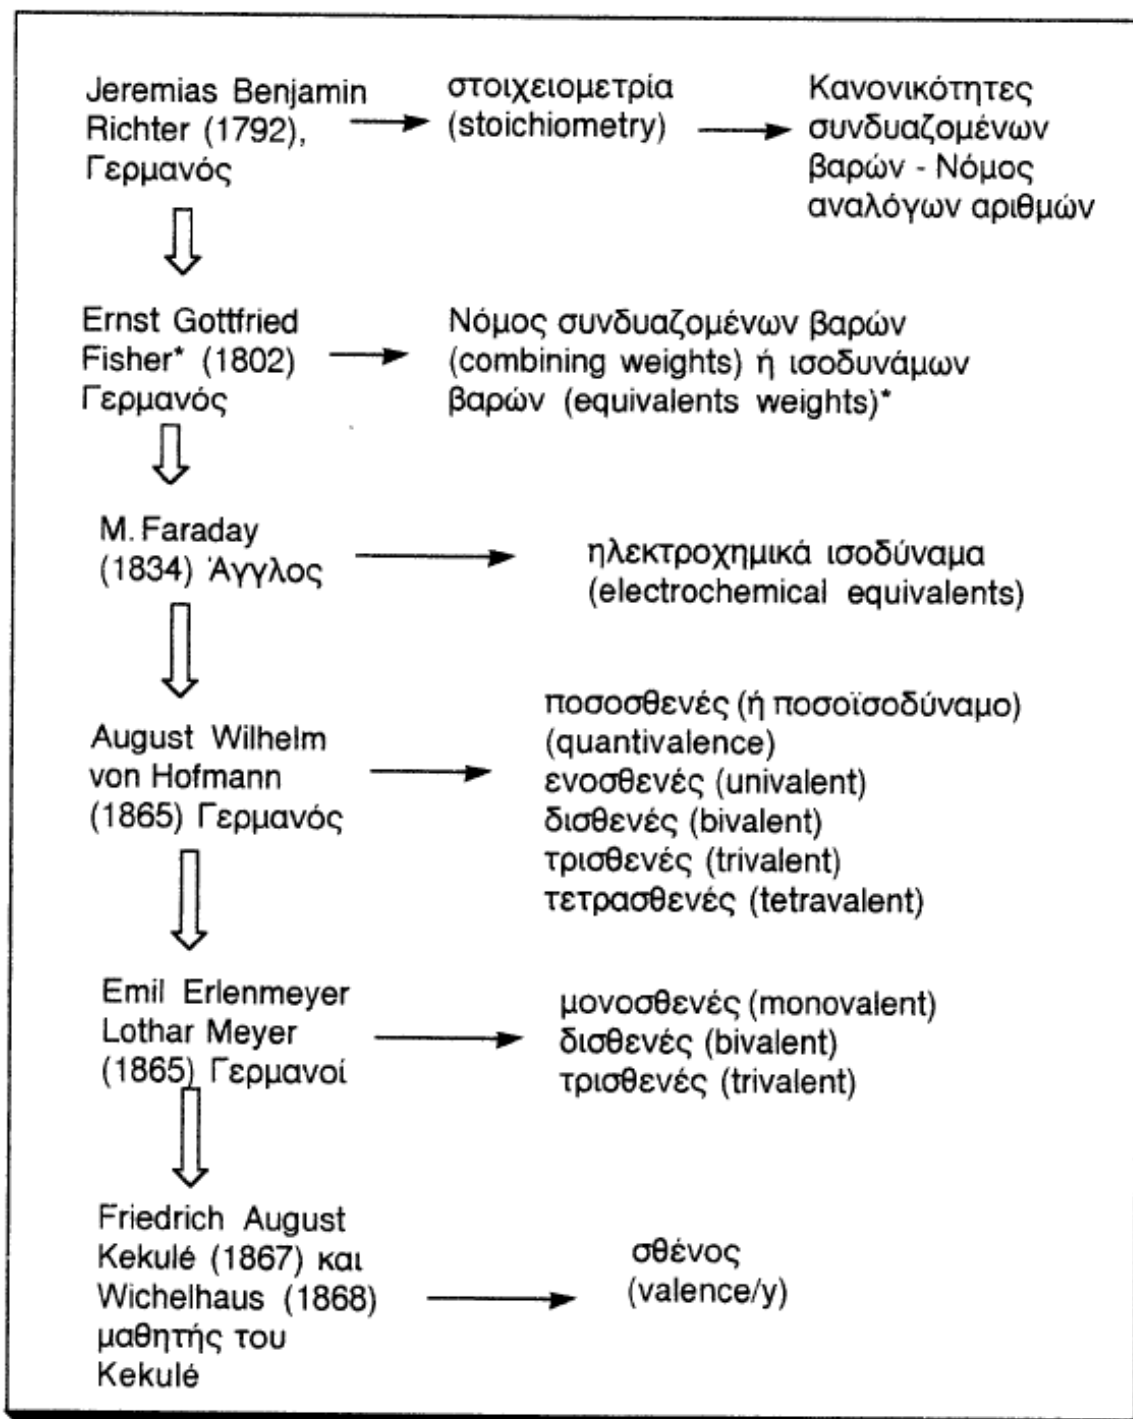 Jeremias Benjamin
Richter (1792),
Γερμανός
στοιχειομετρία
(stoichiometry)
Κανονικότητες
συνδυαζομένων
βαρών - Νόμος
αναλόγων αριθμών
Ernst Gottfried
Fisher* (1802)
Γερμανός
Νόμος συνδυαζομένων βαρών
(combining weights) ή ισοδυνάμων
βαρών (equivalents weights)*
M. Faraday
(1834) Άγγλος
ηλεκτροχημικά ισοδύναμα
(electrochemical equivalents)
August Wilhelm
von Hofmann
(1865) Γερμανός
ποσοσθενές (ή ποσοϊσοδύναμο)
(quantivalence)
ενοσθενές (univalent)
δισθενές (bivalent)
τρισθενές (trivalent)
τετρασθενές (tetravalent)
Emil Erlenmeyer
Lothar Meyer
(1865) Γερμανοί
μονοσθενές (monovalent)
δισθενές (bivalent)
τρισθενές (trivalent)
Friedrich August
Kekulé (1867) και
Wichelhaus (1868)
μαθητής του
Kekulé
σθένος
(valence/y)